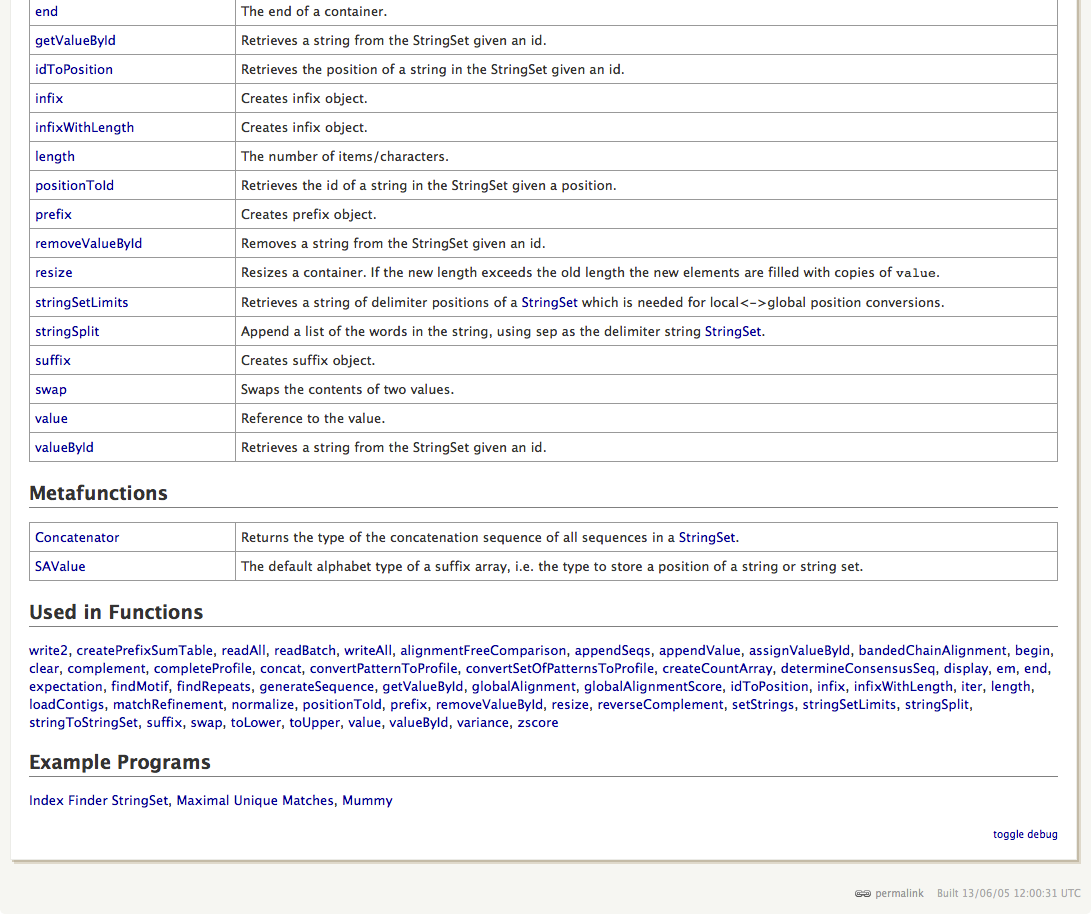 end The end of a container.
getValueById Retrieves a string from the StringSet given an id.
idToPosition Retrieves the position of a string in the StringSet given an id.
infix Creates infix object.
infixWithLength Creates infix object.
length The number of items/characters.
positionToId Retrieves the id of a string in the StringSet given a position.
prefix Creates prefix object.
removeValueById Removes a string from the StringSet given an id.
resize Resizes a container. If the new length exceeds the old length the new elements are filled with copies of value.
stringSetLimits Retrieves a string of delimiter positions of a StringSet which is needed for local<->global position conversions.
stringSplit Append a list of the words in the string, using sep as the delimiter string StringSet.
suffix Creates suffix object.
swap Swaps the contents of two values.
value Reference to the value.
valueById Retrieves a string from the StringSet given an id.
Metafunctions
Concatenator Returns the type of the concatenation sequence of all sequences in a StringSet.
SAValue The default alphabet type of a suffix array, i.e. the type to store a position of a string or string set.
Used in Functions
write2, createPrefixSumTable, readAll, readBatch, writeAll, alignmentFreeComparison, appendSeqs, appendValue, assignValueById, bandedChainAlignment, begin,
clear, complement, completeProfile, concat, convertPatternToProfile, convertSetOfPatternsToProfile, createCountArray, determineConsensusSeq, display, em, end,
expectation, findMotif, findRepeats, generateSequence, getValueById, globalAlignment, globalAlignmentScore, idToPosition, infix, infixWithLength, iter, length,
loadContigs, matchRefinement, normalize, positionToId, prefix, removeValueById, resize, reverseComplement, setStrings, stringSetLimits, stringSplit,
stringToStringSet, suffix, swap, toLower, toUpper, value, valueById, variance, zscore
Example Programs
Index Finder StringSet, Maximal Unique Matches, Mummy
toggle debug
permalink Built 13/06/05 12:00:31 UTC